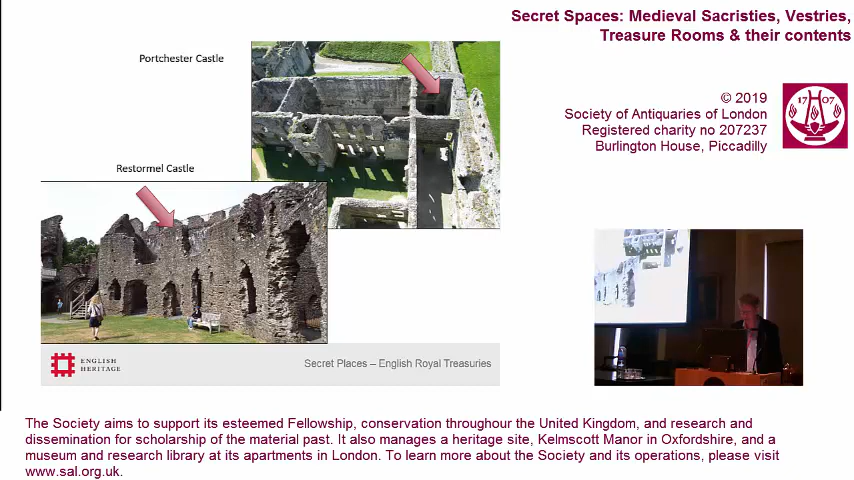 Secret Spaces: Medieval Sacristies, Vestries,
Treasure Rooms & their contents
Portchester Castle
Restormel Castle
© 2019
Society of Antiquaries of London
Registered charity no 207237
Burlington House, Piccadilly
1707
ENGLISH
HERITAGE
Secret Places – English Royal Treasuries
The Society aims to support its esteemed Fellowship, conservation throughour the United Kingdom, and research and
dissemination for scholarship of the material past. It also manages a heritage site, Kelmscott Manor in Oxfordshire, and a
museum and research library at its apartments in London. To learn more about the Society and its operations, please visit
www.sal.org.uk.